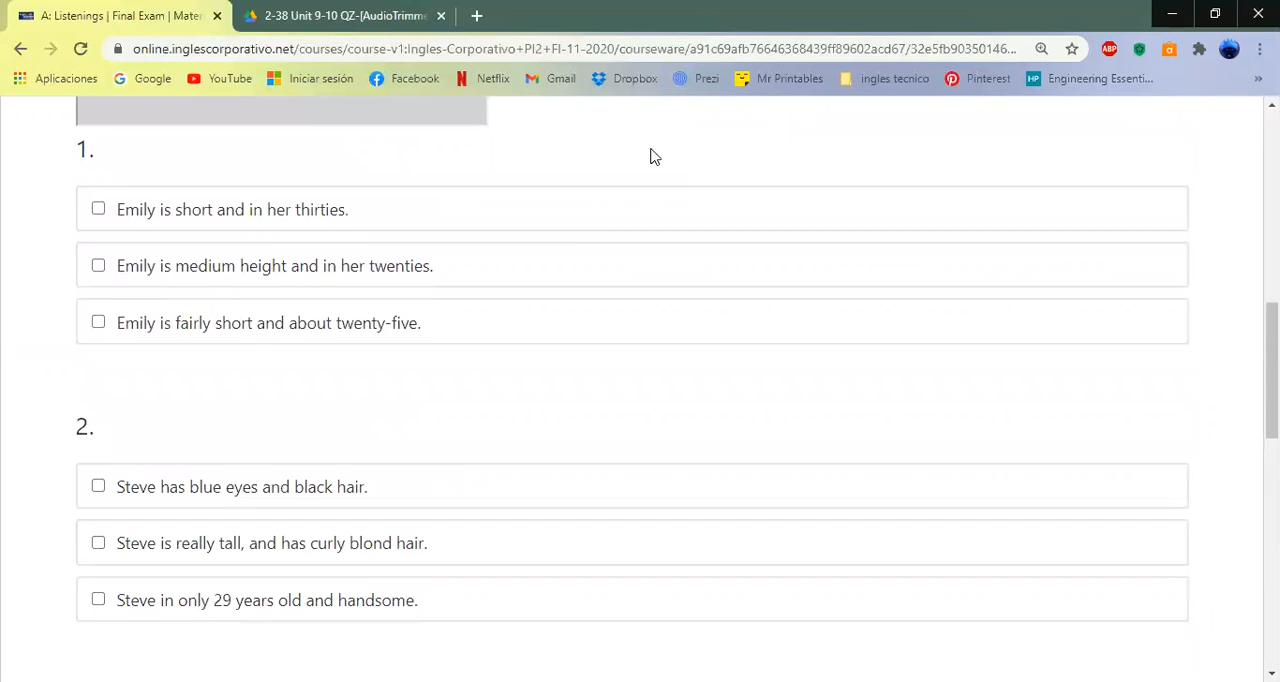 A: Listenings | Final Exam | Mate
2-38 Unit 9-10 QZ-[AudioTrimme
online.inglescorporativo.net/courses/course-v1:Ingles-Corporativo+PI2+FI-11-2020/courseware/a91c69afb76646368439ff89602acd67/32e5fb90350146...
ABP
Aplicaciones Google YouTube Iniciar sesión Facebook Netflix Gmail Dropbox Prezi Mr Printables ingles tecnico Pinterest HP Engineering Essenti... »
1.
Emily is short and in her thirties.
Emily is medium height and in her twenties.
Emily is fairly short and about twenty-five.
2.
Steve has blue eyes and black hair.
Steve is really tall, and has curly blond hair.
Steve in only 29 years old and handsome.